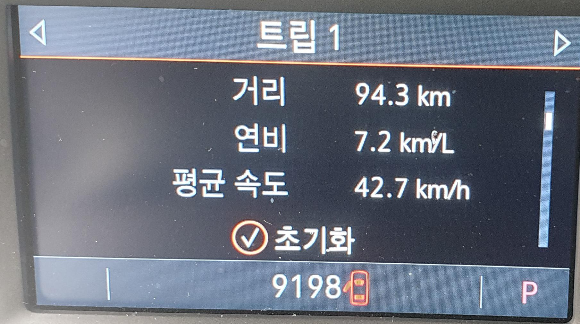 트립 1
거리 94.3 km
연비 7.2 km/L
평균 속도 42.7 km/h
초기화
9198
P